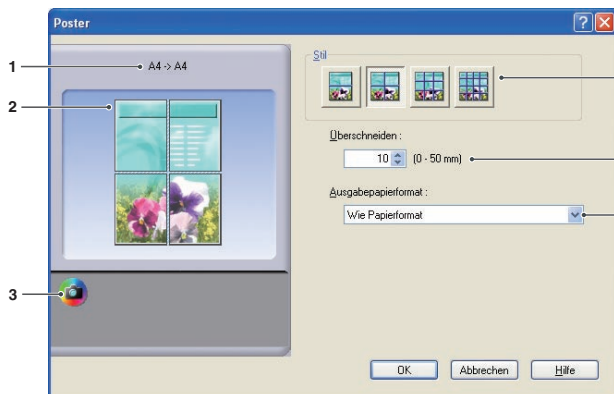 Poster
1
A4 -> A4
2
3
Stil
Überschneiden :
10 (0 - 50 mm)
Ausgabepapierformat :
Wie Papierformat
OK Abbrechen Hilfe